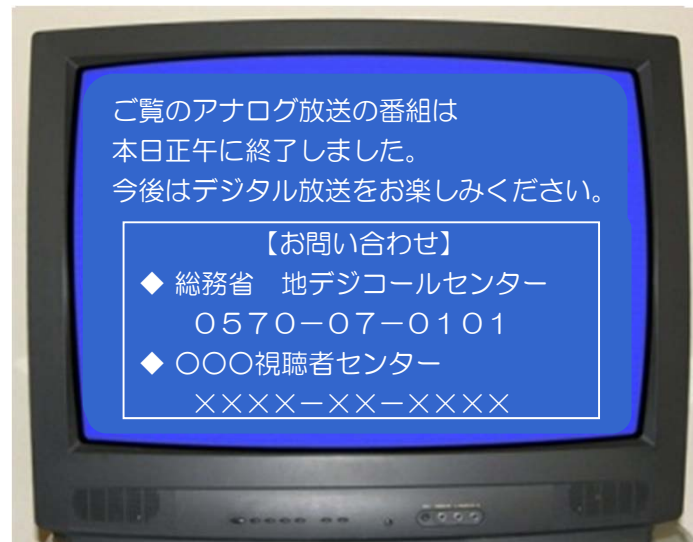 ご覧のアナログ放送の番組は
本日正午に終了しました。
今後はデジタル放送をお楽しみください。
【お問い合わせ】
◆ 総務省　地デジコールセンター
０５７０－０７－０１０１
◆ 〇〇〇視聴者センター
××××－××－××××